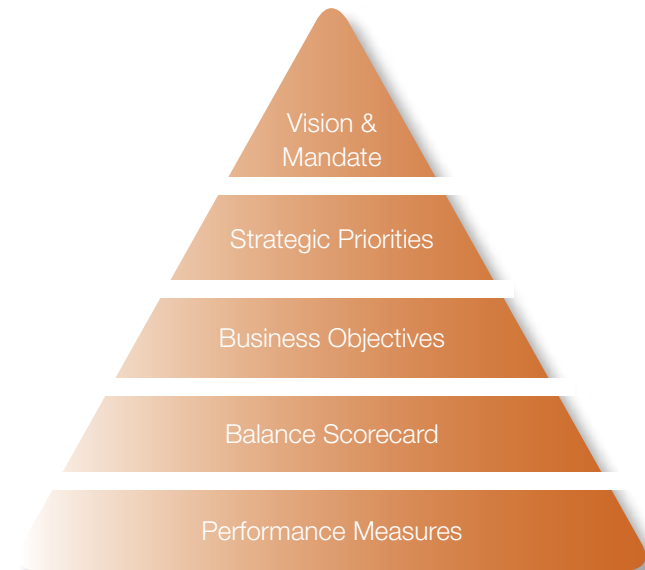 Vision &
Mandate
Strategic Priorities
Business Objectives
Balance Scorecard
Performance Measures